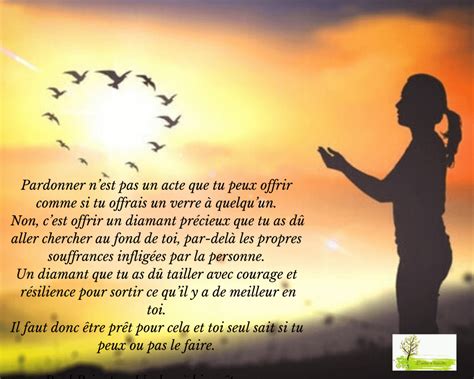 Pardonner n'est pas un acte que tu peux offrir
comme si tu offrais un verre à quelqu'un.
Non, c'est offrir un diamant précieux que tu as dû
aller chercher au fond de toi, par-delà les propres
souffrances infligées par la personne.
Un diamant que tu as dû tailler avec courage et
résilience pour sortir ce qu'il y a de meilleur en
toi.
Il faut donc être prêt pour cela et toi seul sait si tu
peux ou pas le faire.